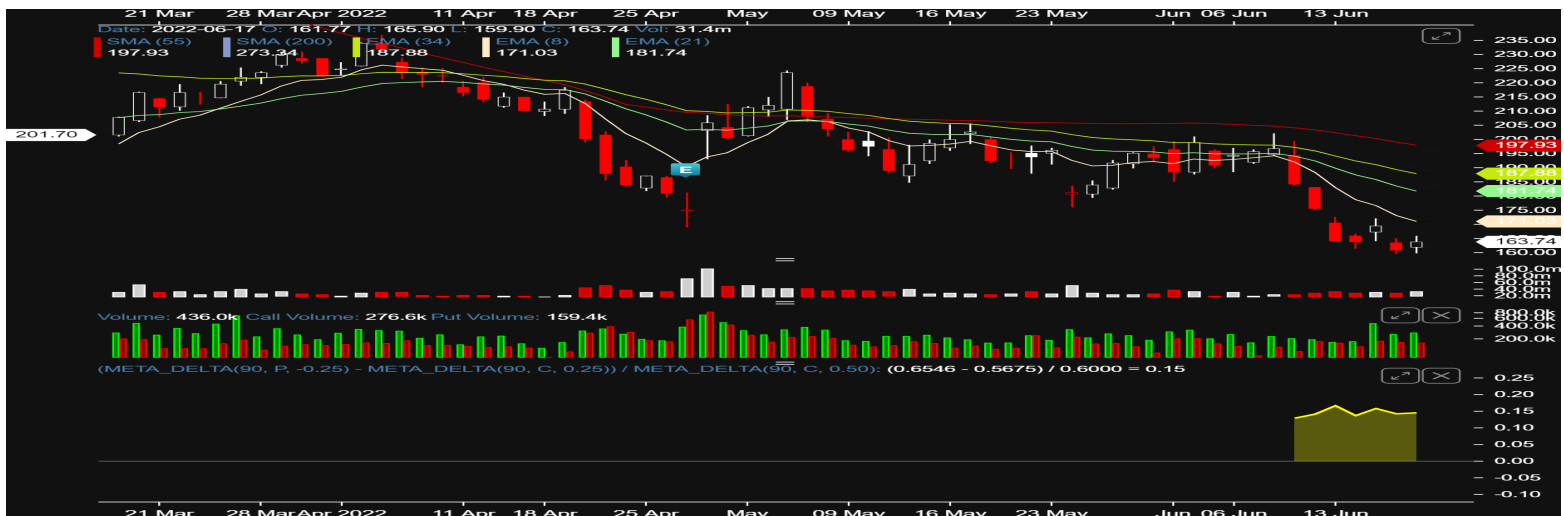 21 Mar 28 Mar Apr 2022 11 Apr 18 Apr 25 Apr May 09 May 16 May 23 May Jun 06 Jun 13 Jun
Date: 2022-06-17 O: 161.77 H: 165.90 L: 159.90 C: 163.74 Vol: 31.4m
SMA (55) SMA (200) EMA (34) EMA (8) EMA (21)
197.93 273.34 187.88 171.03 181.74
235.00
230.00
225.00
220.00
215.00
210.00
205.00
201.70
200.00
197.93
195.00
187.88
185.00
181.74
175.00
171.03
163.74
160.00
E
100.0m
80.0m
60.0m
40.0m
20.0m
Volume: 436.0k Call Volume: 276.6k Put Volume: 159.4k
800.0k
400.0k
200.0k
(META_DELTA(90, P, -0.25) - META_DELTA(90, C, 0.25)) / META_DELTA(90, C, 0.50): (0.6546 - 0.5675) / 0.6000 = 0.15
0.25
0.20
0.15
0.10
0.05
0.00
-0.05
-0.10
21 Mar 28 Mar Apr 2022 11 Apr 18 Apr 25 Apr May 09 May 16 May 23 May Jun 06 Jun 13 Jun